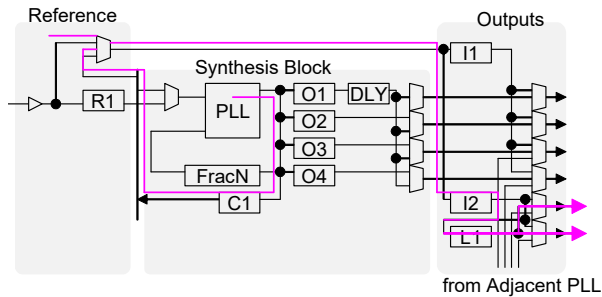 Reference
Outputs
I1
Synthesis Block
R1
PLL
O1
DLY
O2
O3
FracN
O4
C1
I2
L1
from Adjacent PLL